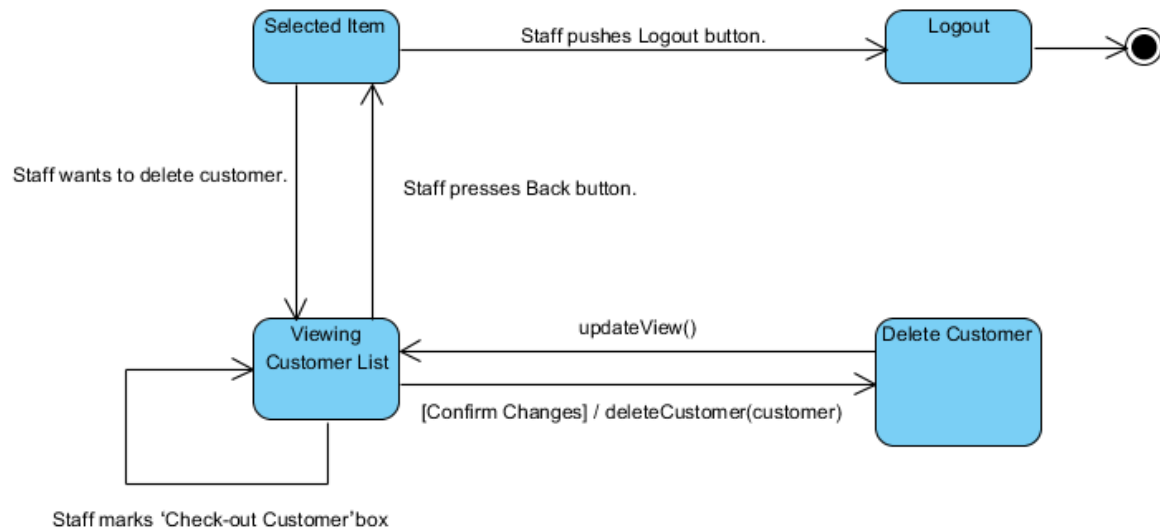 Selected Item
Staff pushes Logout button.
Logout
Staff wants to delete customer.
Staff presses Back button.
Viewing
Customer List
updateView()
Delete Customer
[Confirm Changes] / deleteCustomer(customer)
Staff marks ‘Check-out Customer’box